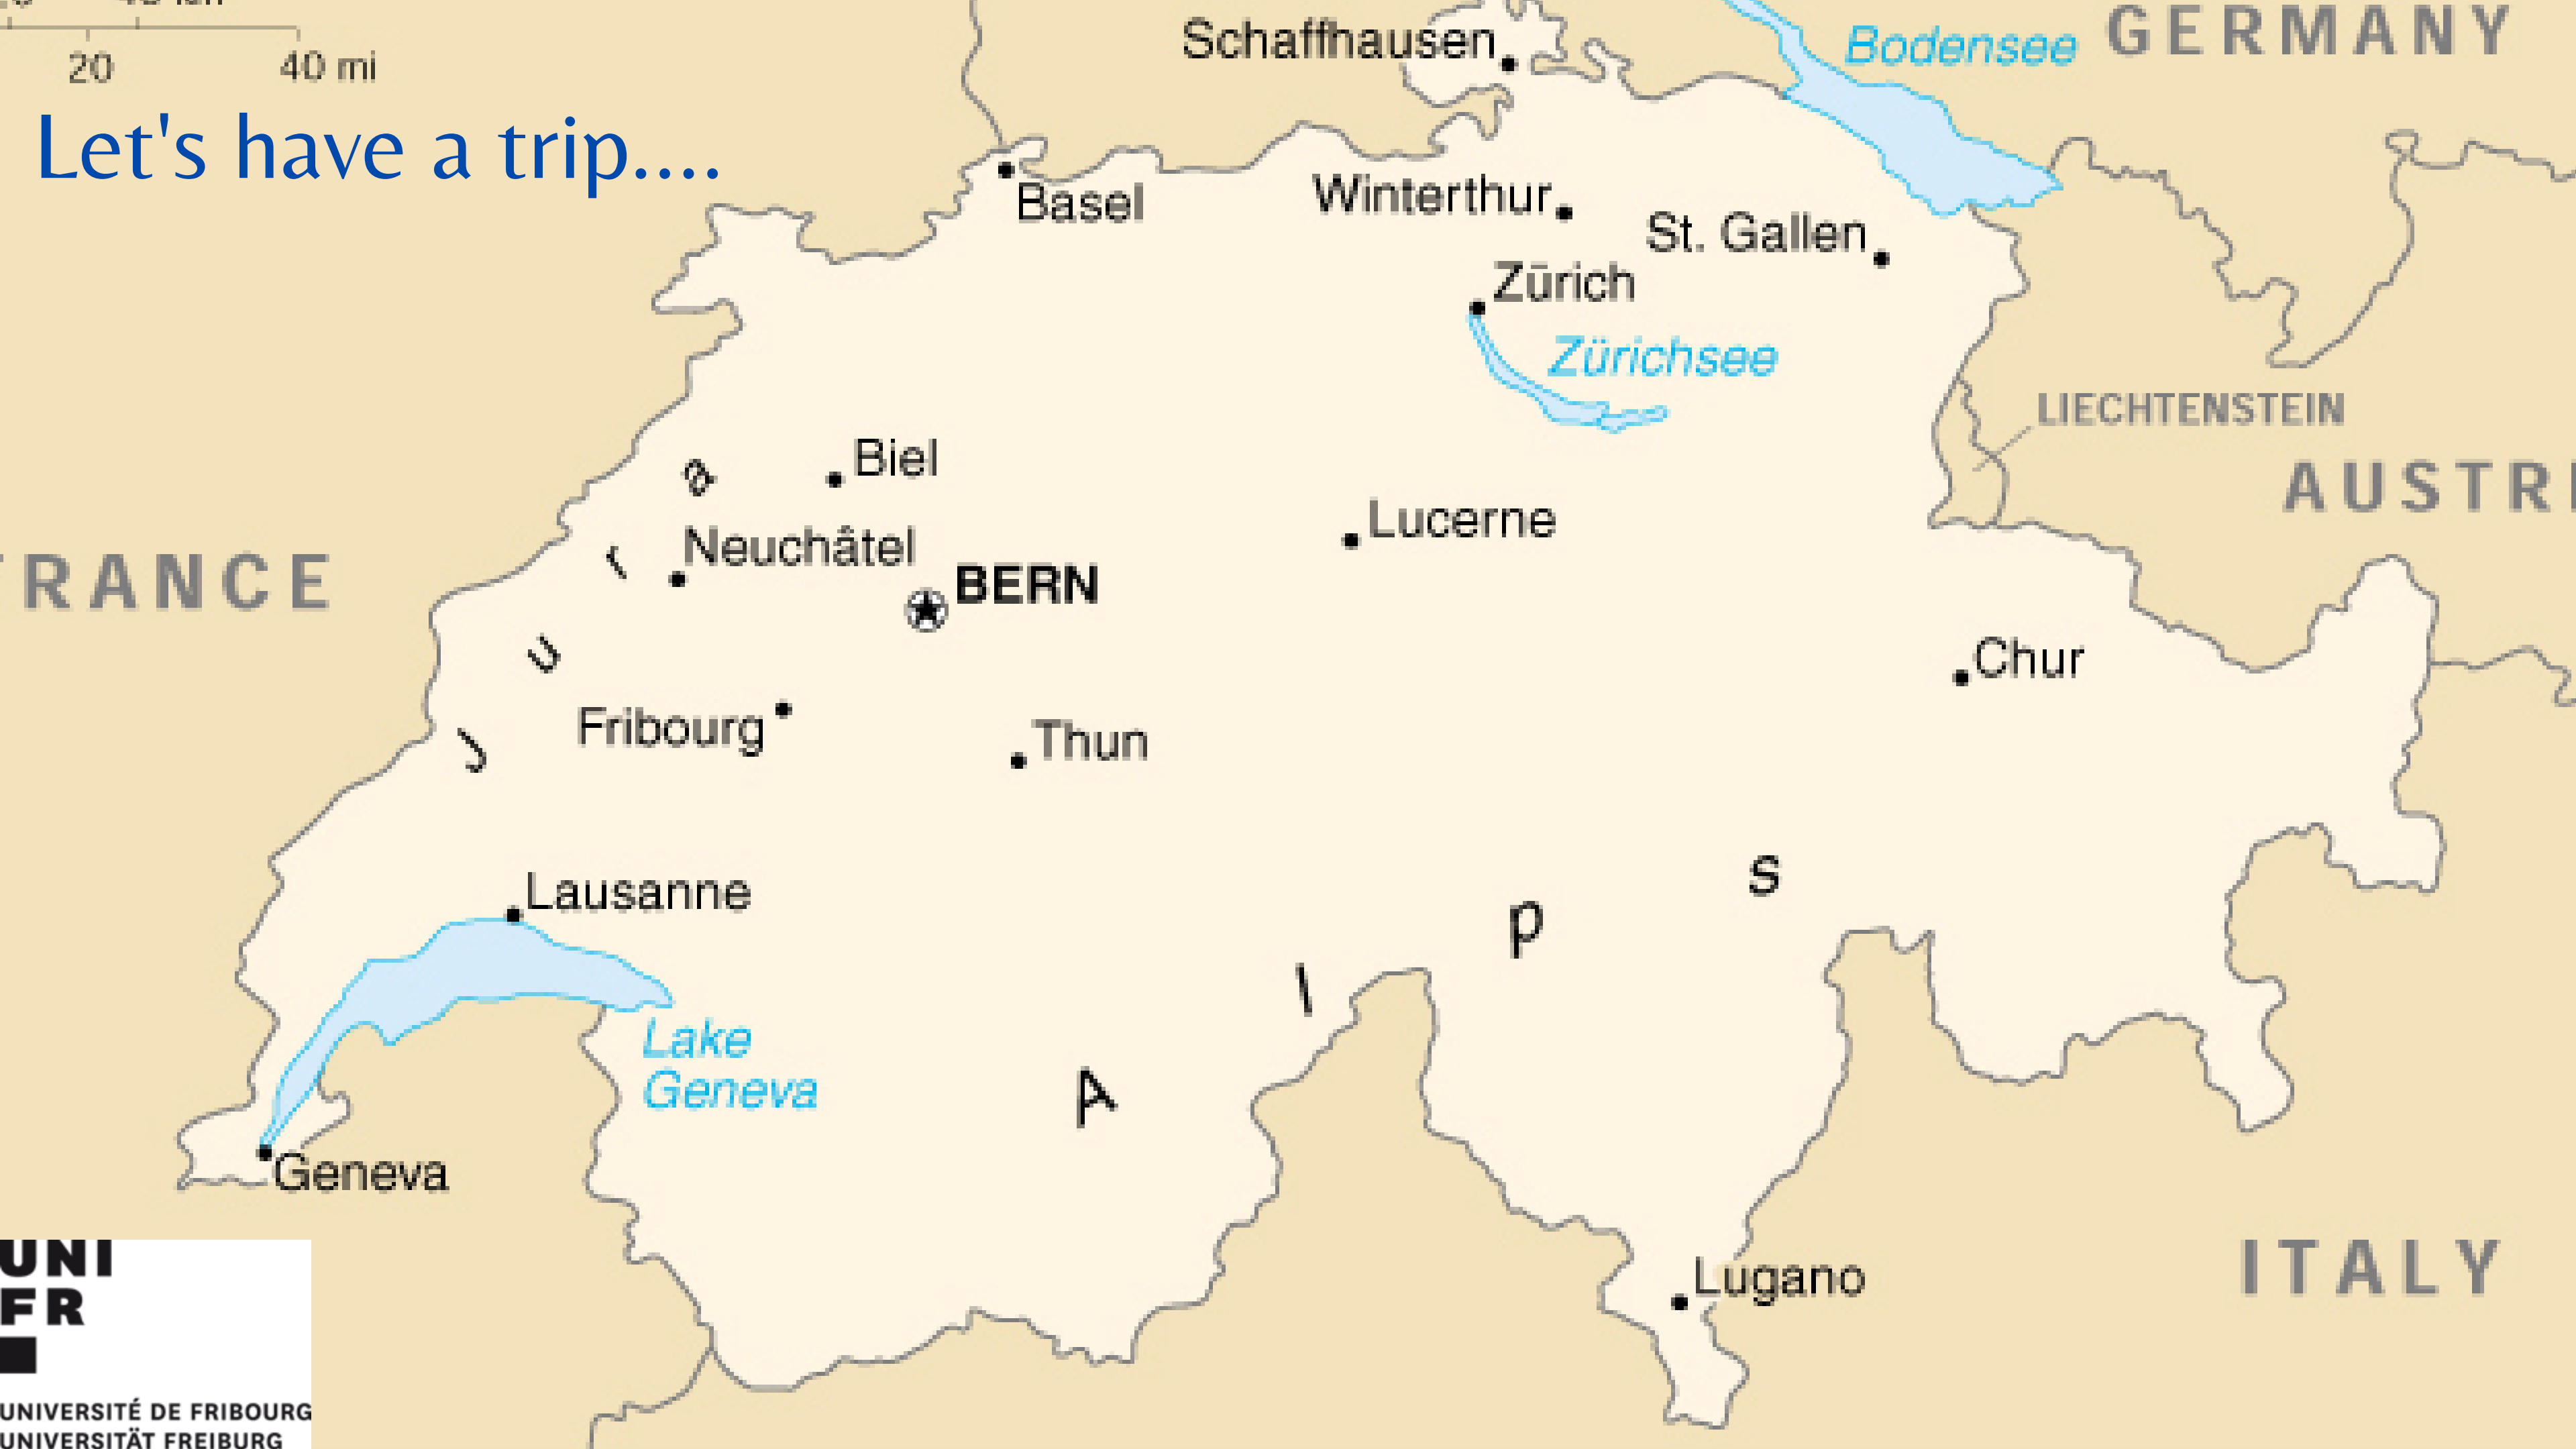 20 40 mi
Let's have a trip....
Schaffhausen
Bodensee
GERMANY
Basel
Winterthur
St. Gallen
Zürich
Zürichsee
LIECHTENSTEIN
AUSTRI
Biel
Lucerne
Neuchâtel
BERN
RANCE
Jura
Fribourg
Thun
Chur
Lausanne
Alps
Lake
Geneva
Geneva
Lugano
ITALY
UNI
FR
UNIVERSITÉ DE FRIBOURG
UNIVERSITÄT FREIBURG